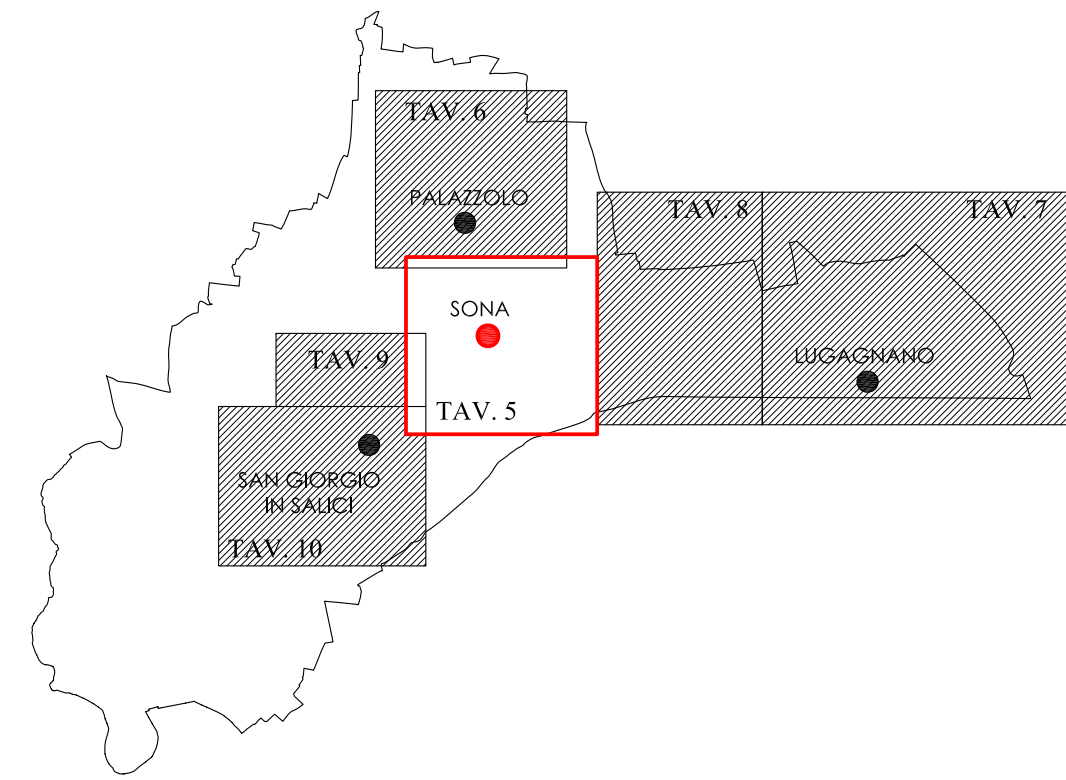 TAV. 6
PALAZZOLO
TAV. 8
TAV. 7
SONA
LUGAGNANO
TAV. 9
TAV. 5
SAN GIORGIO
IN SALICI
TAV. 10